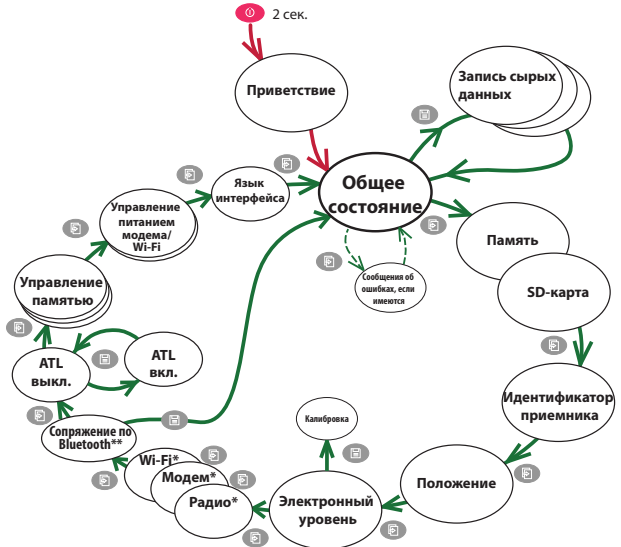 2 сек.
Приветствие
Запись сырых
данных
Общее
состояние
Язык
интерфейса
Управление
питанием
модема/
Wi-Fi
Память
Сообщения об
ошибках, если
имеются
Управление
памятью
SD-карта
ATL
выкл.
ATL
вкл.
Идентификатор
приемника
Сопряжение по
Bluetooth**
Калибровка
Wi-Fi*
Модем*
Радио*
Электронный
уровень
Положение